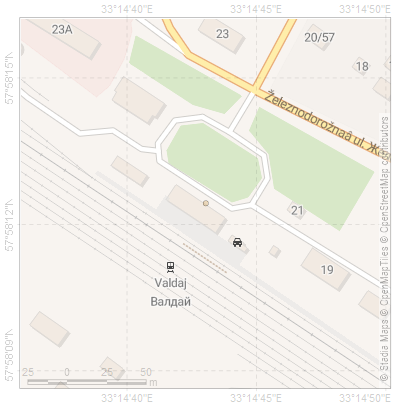 33°14'40"E 33°14'45"E 33°14'50"E
23A
23
20/57
18
57°58'15"N
Železnodorožnaâ ul.
57°58'12"N
21
19
Valdaj
Валдай
57°58'09"N
25 0 25 50 m
33°14'40"E 33°14'45"E 33°14'50"E
© Stadia Maps © OpenMapTiles © OpenStreetMap contributors